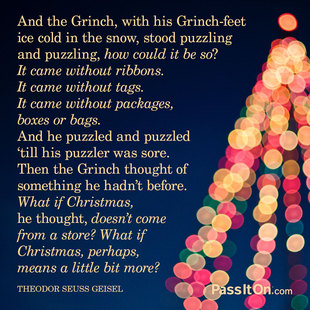 And the Grinch, with his Grinch-feet
ice cold in the snow, stood puzzling
and puzzling, how could it be so?
It came without ribbons.
It came without tags.
It came without packages,
boxes or bags.
And he puzzled and puzzled
‘till his puzzler was sore.
Then the Grinch thought of
something he hadn’t before.
What if Christmas,
he thought, doesn’t come
from a store? What if
Christmas, perhaps,
means a little bit more?
THEODOR SEUSS GEISEL
PassItOn.com